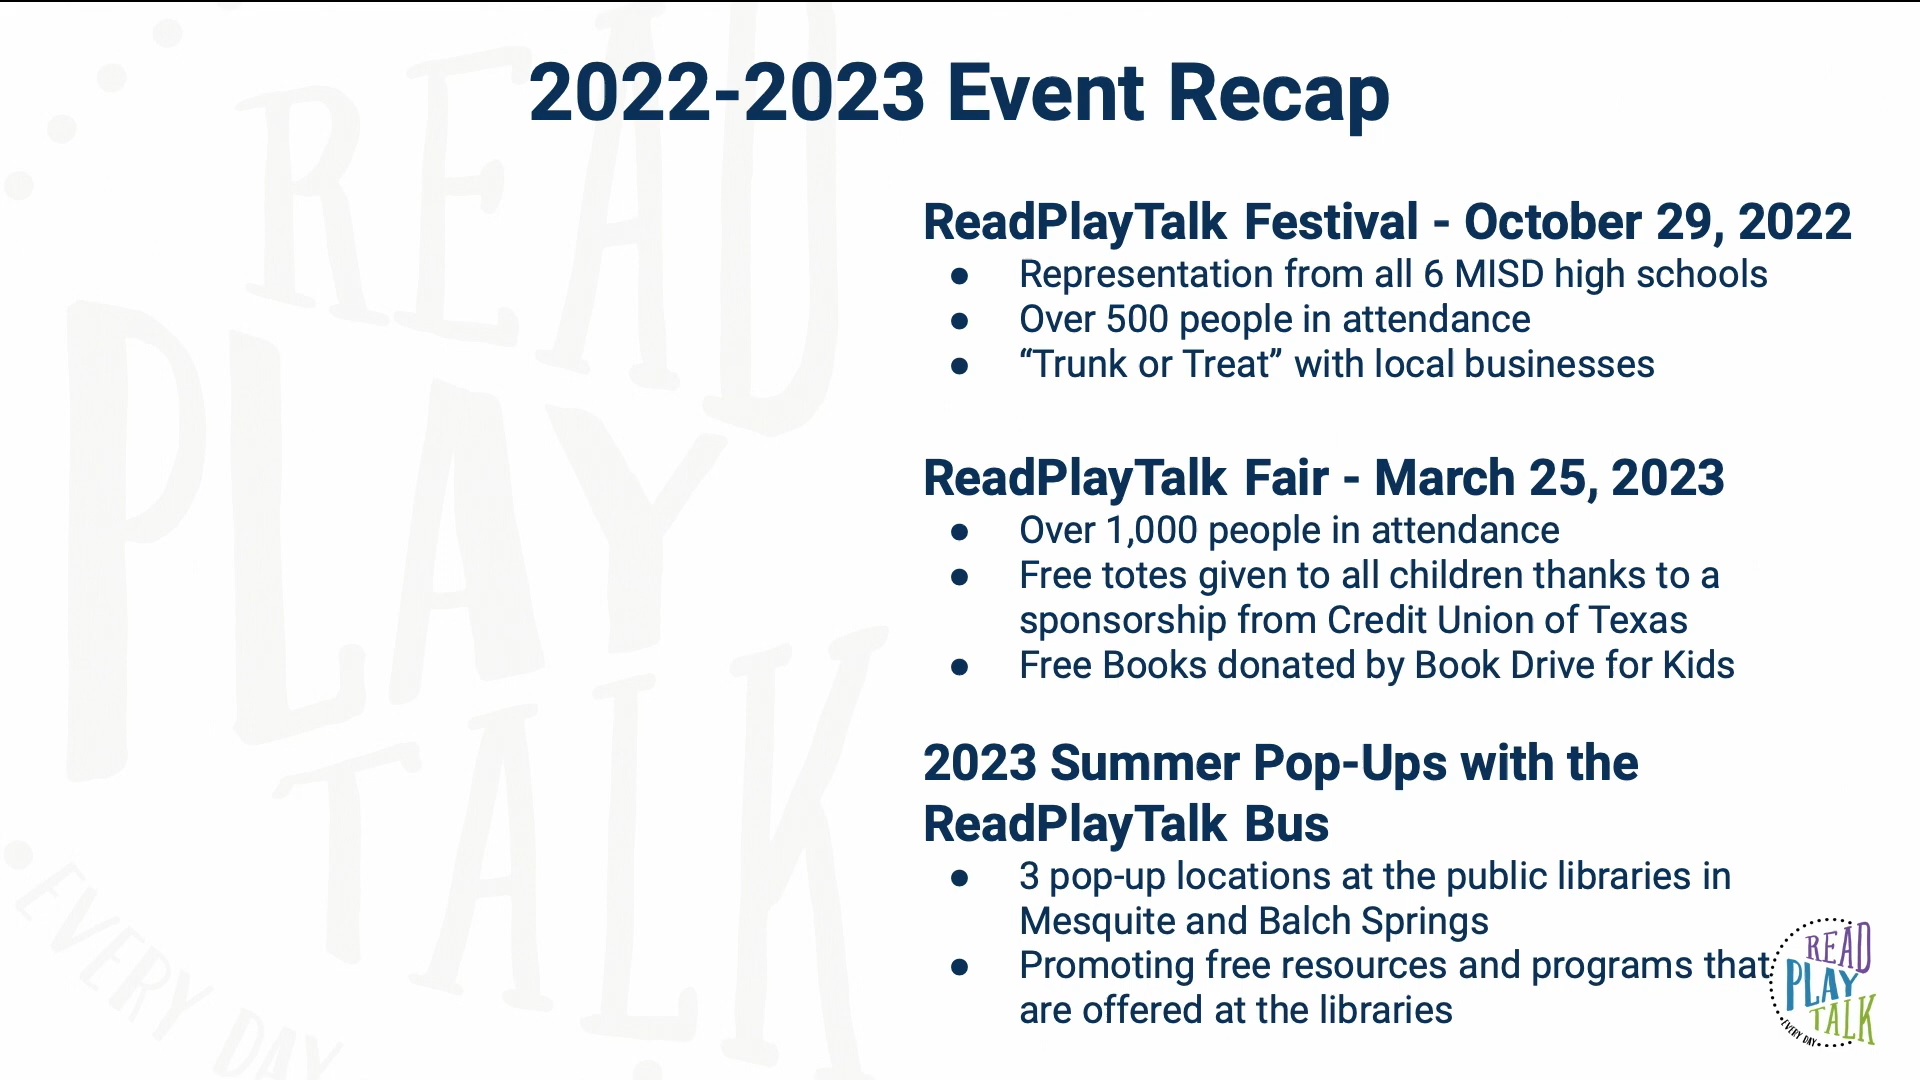 2022-2023 Event Recap
ReadPlayTalk Festival - October 29, 2022
● Representation from all 6 MISD high schools
● Over 500 people in attendance
● “Trunk or Treat” with local businesses
ReadPlayTalk Fair - March 25, 2023
● Over 1,000 people in attendance
● Free totes given to all children thanks to a
sponsorship from Credit Union of Texas
● Free Books donated by Book Drive for Kids
2023 Summer Pop-Ups with the
ReadPlayTalk Bus
● 3 pop-up locations at the public libraries in
Mesquite and Balch Springs
● Promoting free resources and programs that
are offered at the libraries
READ
PLAY
TALK
EVERY DAY
READ
PLAY
TALK
EVERY DAY